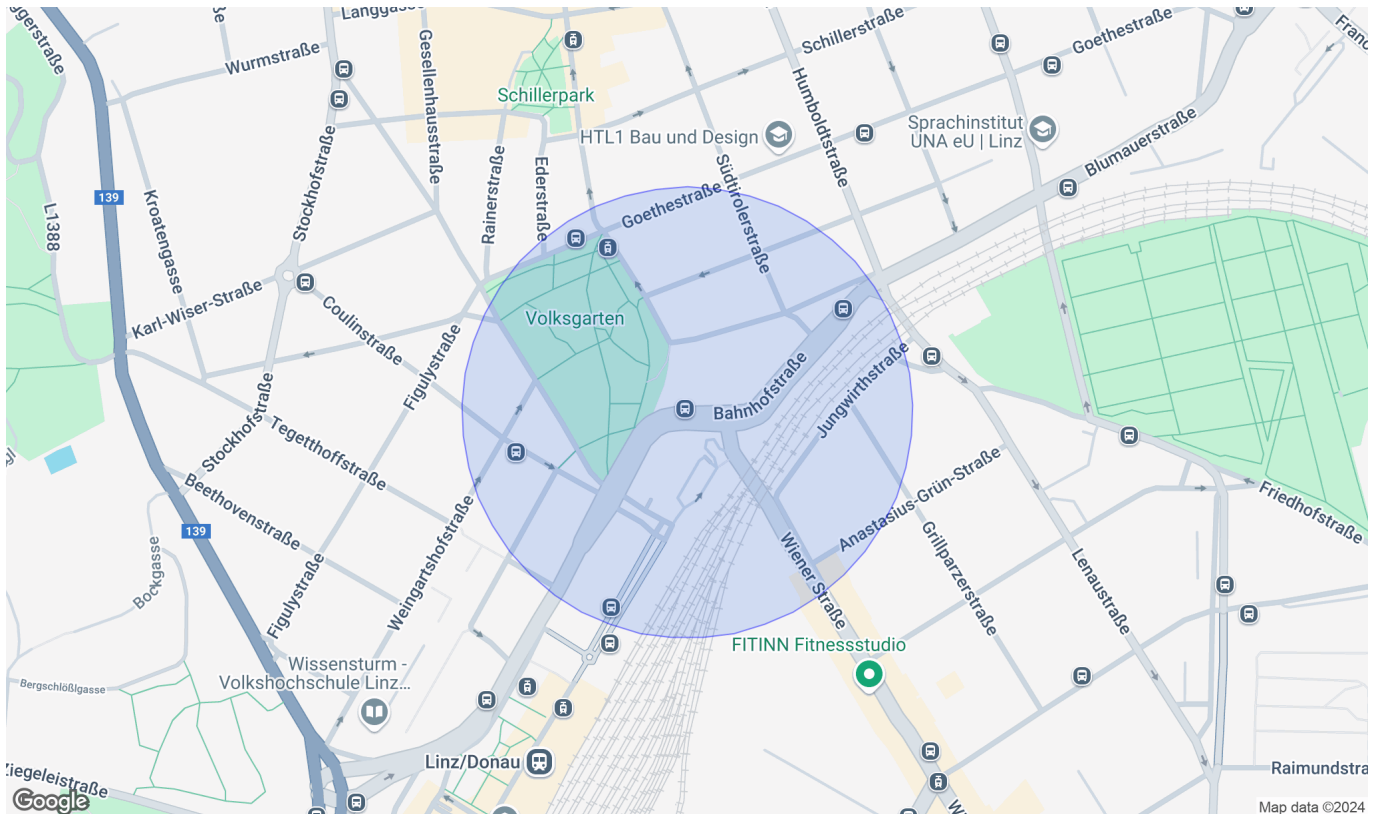 Langgasse
Schillerstraße
Goethestraße
Wurmstraße
Gesellenhausstraße
Schillerpark
Humboldtstraße
HTL1 Bau und Design
Sprachinstitut
UNA eU | Linz
Blumauerstraße
Stockhofstraße
Rainerstraße
Ederstraße
Südtirolerstraße
139
L1388
Kroatengasse
Goethestraße
Karl-Wiser-Straße
Coulinstraße
Volksgarten
Figulystraße
Bahnhofstraße
Jungwirthstraße
Stockhofstraße
Tegetthoffstraße
Beethovenstraße
Anastasius-Grün-Straße
Friedhofstraße
139
Bockgasse
Figulystraße
Weingartshofstraße
Wiener Straße
Grillparzerstraße
Lenaustraße
FITINN Fitnessstudio
Wissensturm -
Volkshochschule Linz...
Bergschlößlgasse
Linz/Donau
Ziegeleistraße
Raimundstra
Google
Map data ©2024